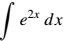 ∫ e^{2x} dx